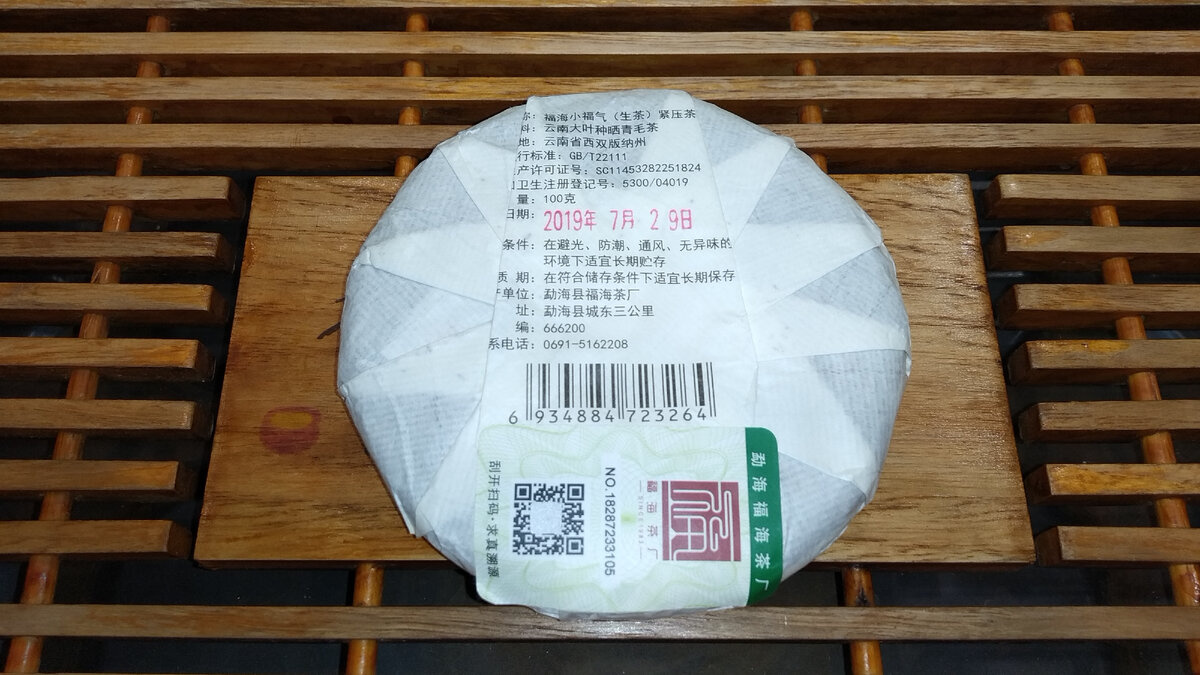 称: 福海小福气（生茶）紧压茶
料: 云南大叶种晒青毛茶
地: 云南省西双版纳州
行标准: GB/T22111
产许可证号: SC11453282251824
卫生注册登记号: 5300/04019
量: 100克
日期: 2019年 7月 2 9日
条件: 在避光、防潮、通风、无异味的
环境下适宜长期贮存
质 期: 在符合储存条件下适宜长期保存
单位: 勐海县福海茶厂
址: 勐海县城东三公里
编: 666200
系电话: 0691-5162208
6 934884 723264
勐海福海茶厂
福海茶厂
NO.18287233105
刮开扫码·求真溯源